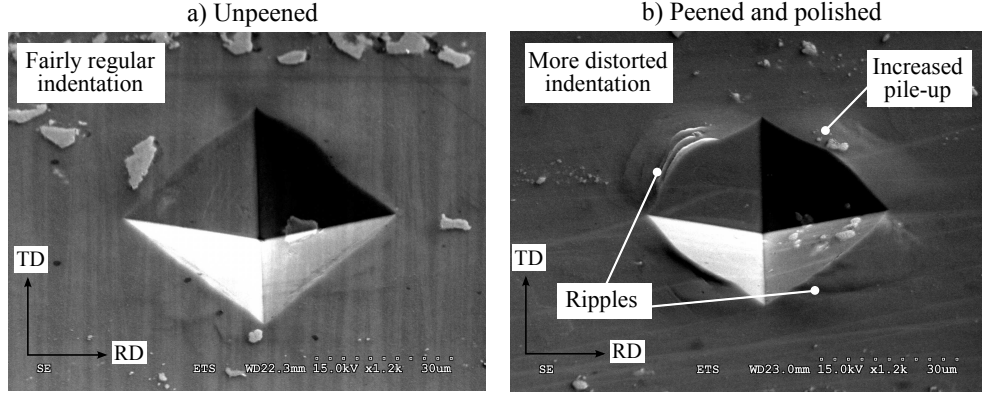 a) Unpeened
Fairly regular
indentation
TD
RD
SE
ETS
WD22.3mm 15.0kV x1.2k
30um
b) Peened and polished
More distorted
indentation
Increased
pile-up
Ripples
TD
RD
SE
ETS
WD23.0mm 15.0kV x1.2k
30um